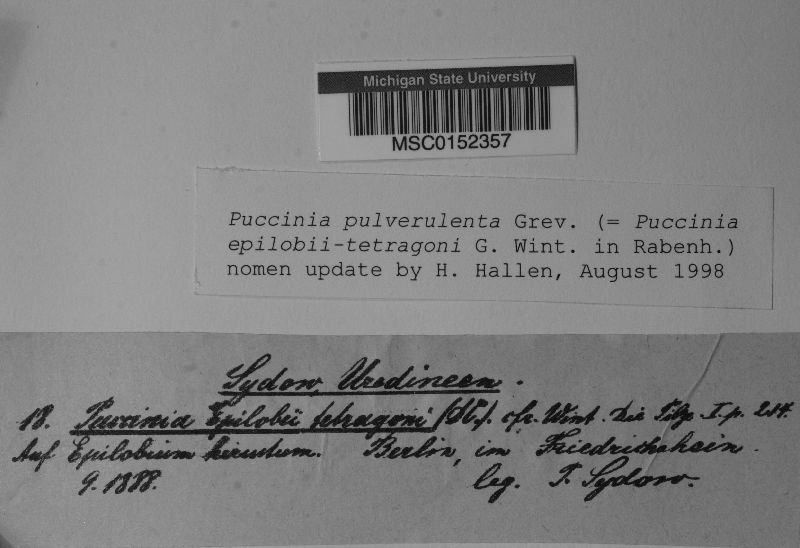 Michigan State University
MSC0152357
Puccinia pulverulenta Grev. (= Puccinia
epilobii-tetragoni G. Wint. in Rabenh.)
nomen update by H. Hallen, August 1998
Sydow, Uredineen.
18. Puccinia Epilobii tetragoni (DC). cfr. Wint. Die Pilze I. p. 214.
Auf Epilobium hirsutum. Berlin, im Friedrichshain.
9. 1888. leg. P. Sydow.